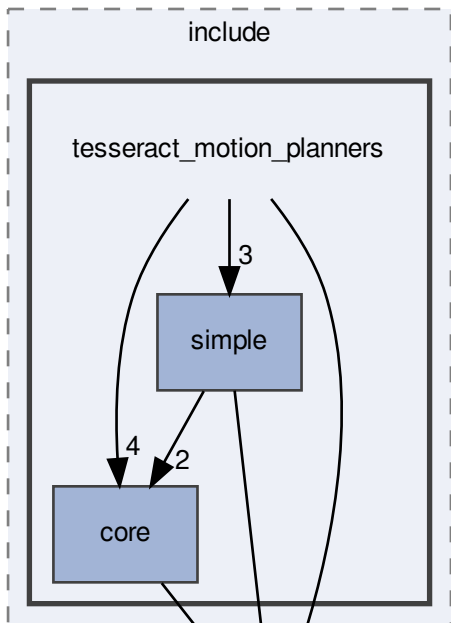 include
tesseract_motion_planners
3
simple
4
2
core